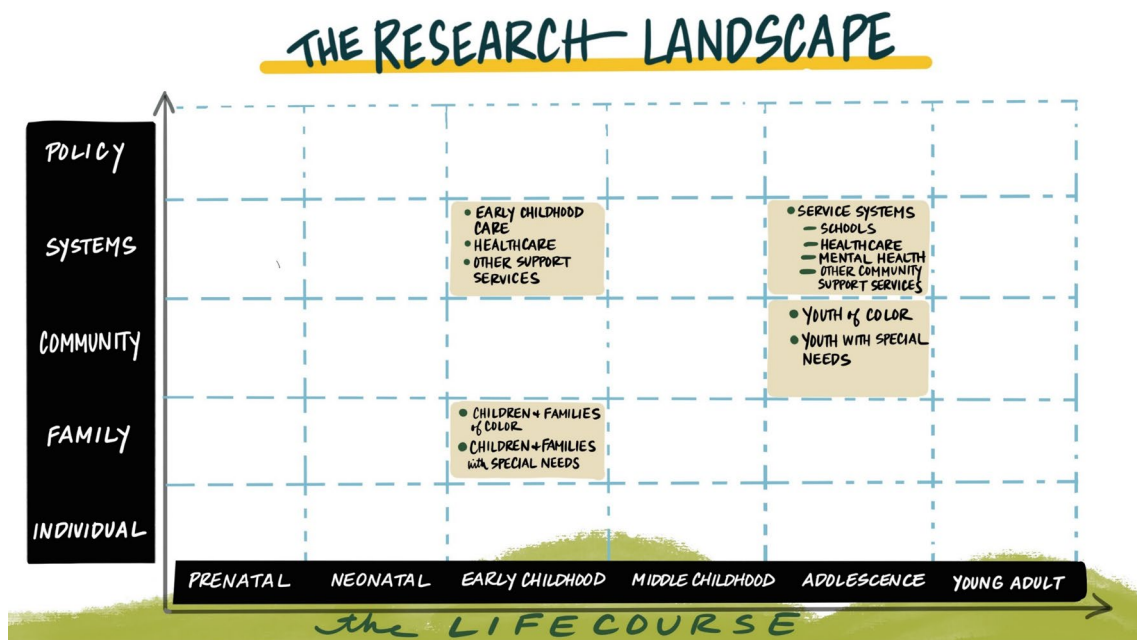 THE RESEARCH LANDSCAPE
POLICY
SYSTEMS
• EARLY CHILDHOOD
CARE
• HEALTHCARE
• OTHER SUPPORT
SERVICES
• SERVICE SYSTEMS
— SCHOOLS
— HEALTHCARE
— MENTAL HEALTH
— OTHER COMMUNITY
SUPPORT SERVICES
COMMUNITY
• YOUTH of COLOR
• YOUTH WITH SPECIAL
NEEDS
FAMILY
• CHILDREN + FAMILIES
of COLOR
• CHILDREN + FAMILIES
with SPECIAL NEEDS
INDIVIDUAL
PRENATAL
NEONATAL
EARLY CHILDHOOD
MIDDLE CHILDHOOD
ADOLESCENCE
YOUNG ADULT
the LIFECOURSE